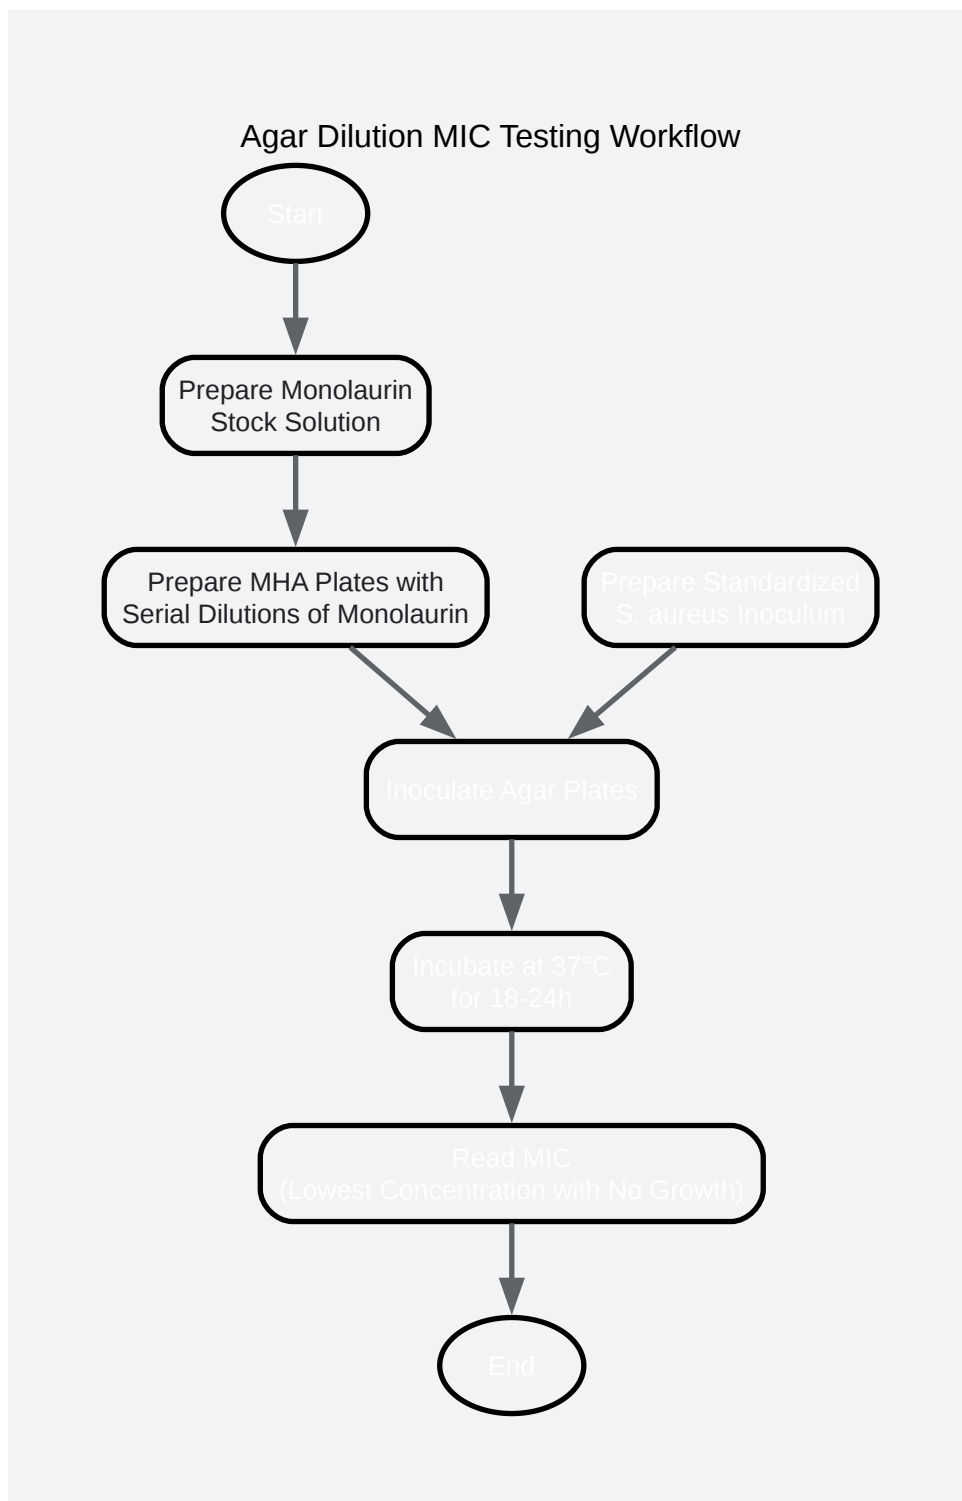 Agar Dilution MIC Testing Workflow
Start
Prepare Monolaurin
Stock Solution
Prepare MHA Plates with
Serial Dilutions of Monolaurin
Prepare Standardized
S. aureus Inoculum
Inoculate Agar Plates
Incubate at 37°C
for 18-24h
Read MIC
(Lowest Concentration with No Growth)
End